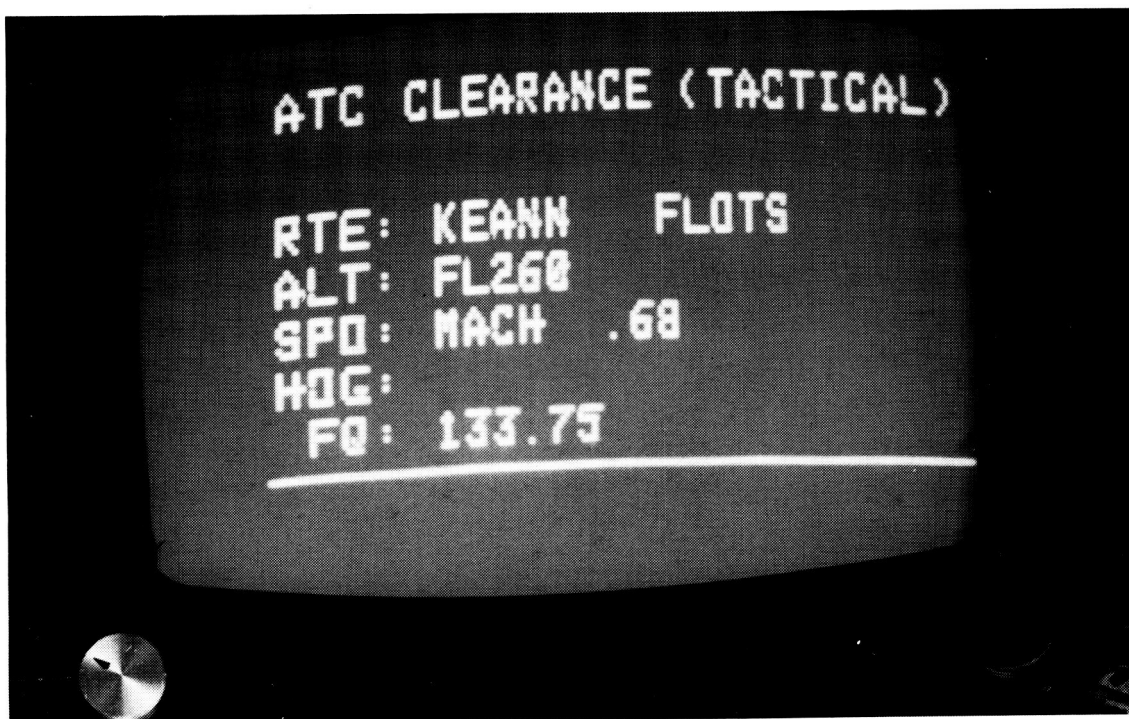 ATC CLEARANCE (TACTICAL)
RTE: KEANN FLOTS
ALT: FL260
SPD: MACH .68
HDG:
FQ: 133.75